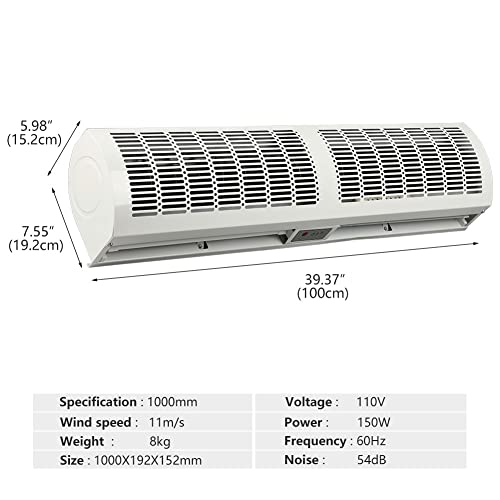 5.98”
(15.2cm)
7.55”
(19.2cm)
39.37”
(100cm)
Specification : 1000mm
Voltage : 110V
Wind speed : 11m/s
Power : 150W
Weight : 8kg
Frequency : 60Hz
Size : 1000X192X152mm
Noise : 54dB